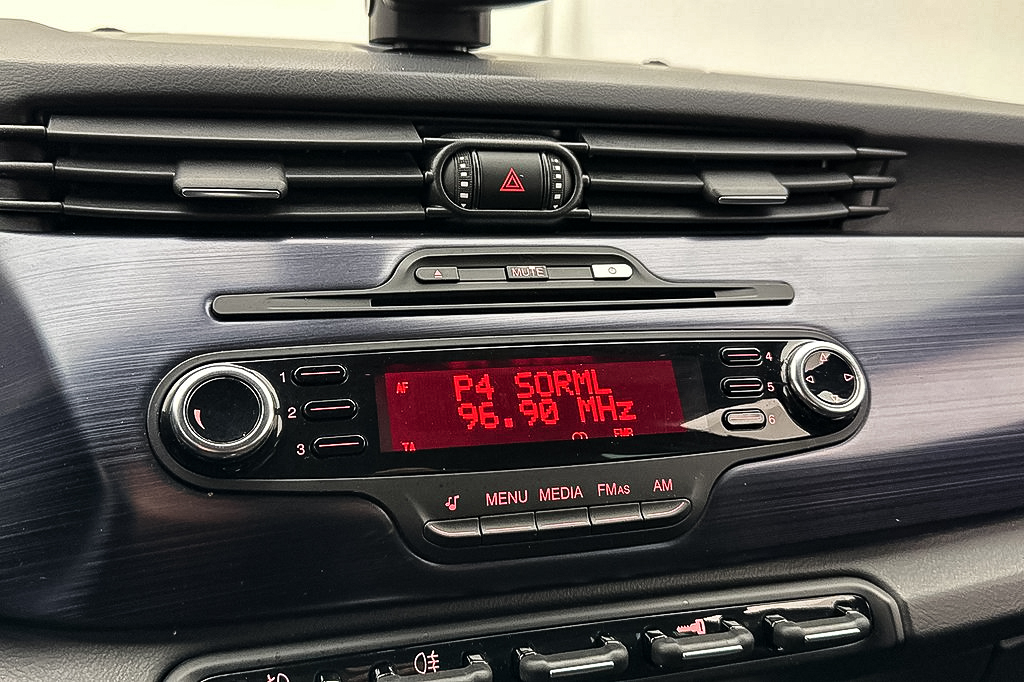 MUTE
1
2
3
AF
P4 SORML
96.90 MHz
TA
4
5
6
MENU MEDIA FMAS AM